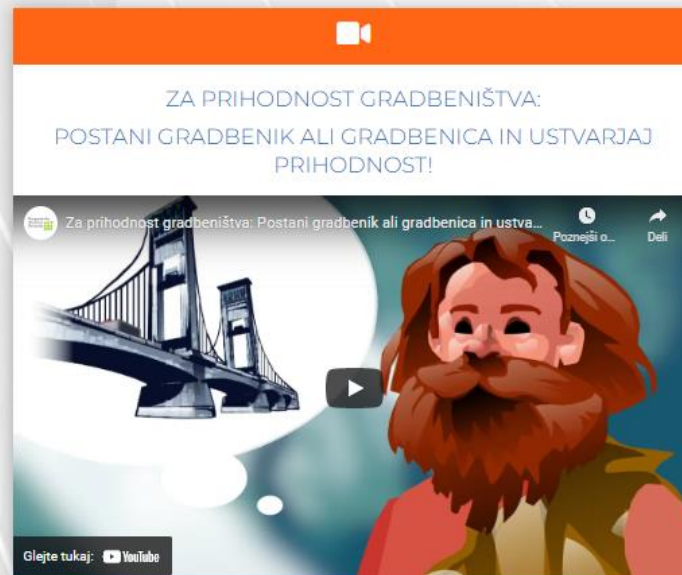 ZA PRIHODNOST GRADBENIŠTVA:
POSTANI GRADBENIK ALI GRADBENICA IN USTVARJAJ
PRIHODNOST!
Za prihodnost gradbeništva: Postani gradbenik ali gradbenica in ustva...
Poznejši o...
Deli
Glejte tukaj: YouTube